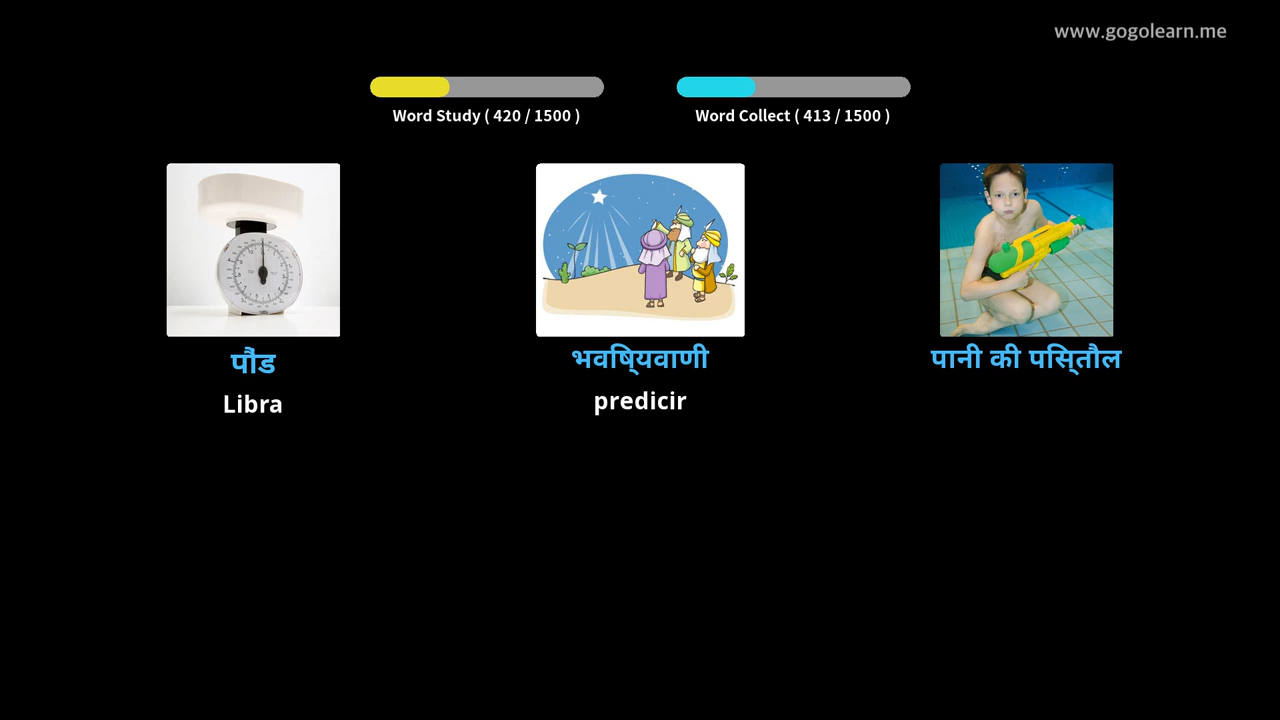 www.gogolearn.me
Word Study ( 420 / 1500 )
Word Collect ( 413 / 1500 )
पौंड
भविष्यवाणी
पानी की पिस्तौल
Libra
predicir